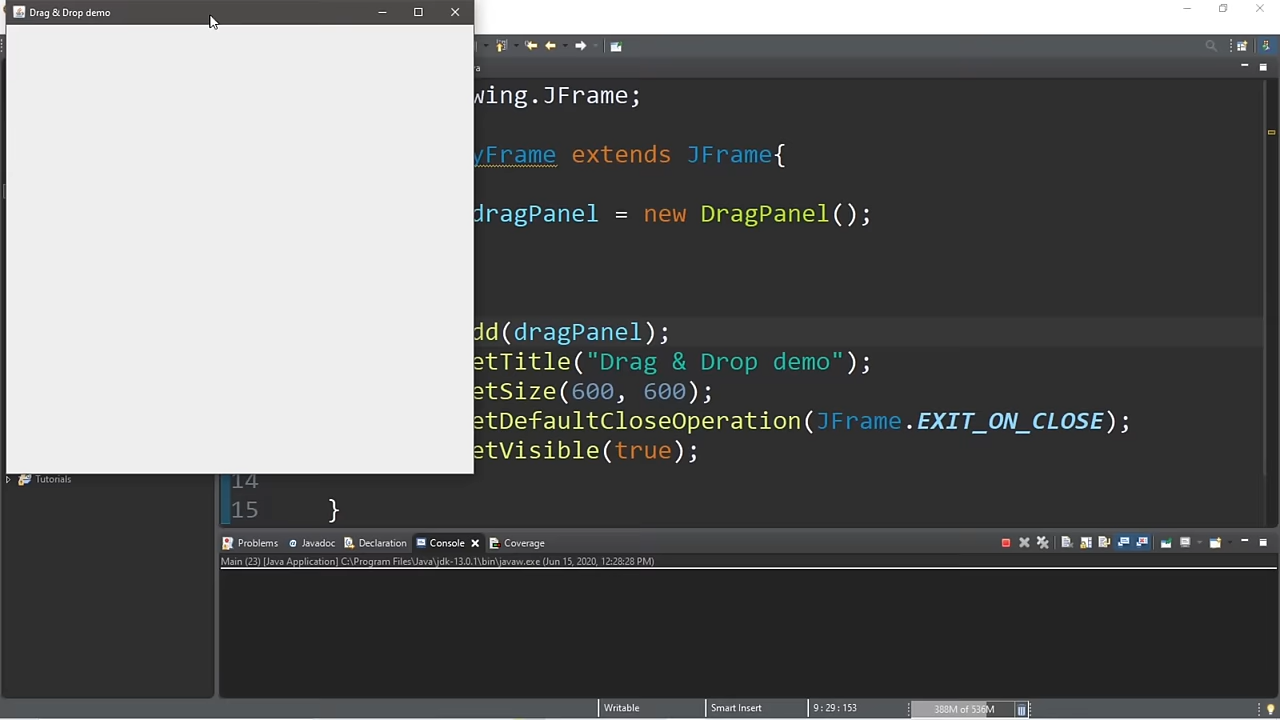 Drag & Drop demo
wing.JFrame;
yFrame extends JFrame{
dragPanel = new DragPanel();
dd(dragPanel);
etTitle("Drag & Drop demo");
etSize(600, 600);
etDefaultCloseOperation(JFrame.EXIT_ON_CLOSE);
etVisible(true);
Tutorials
14
15 }
Problems Javadoc Declaration Console Coverage
Main (23) [Java Application] C:\Program Files\Java\jdk-13.0.1\bin\javaw.exe (Jun 15, 2020, 12:28:28 PM)
Writable Smart Insert 9 : 29 : 153 388M of 536M